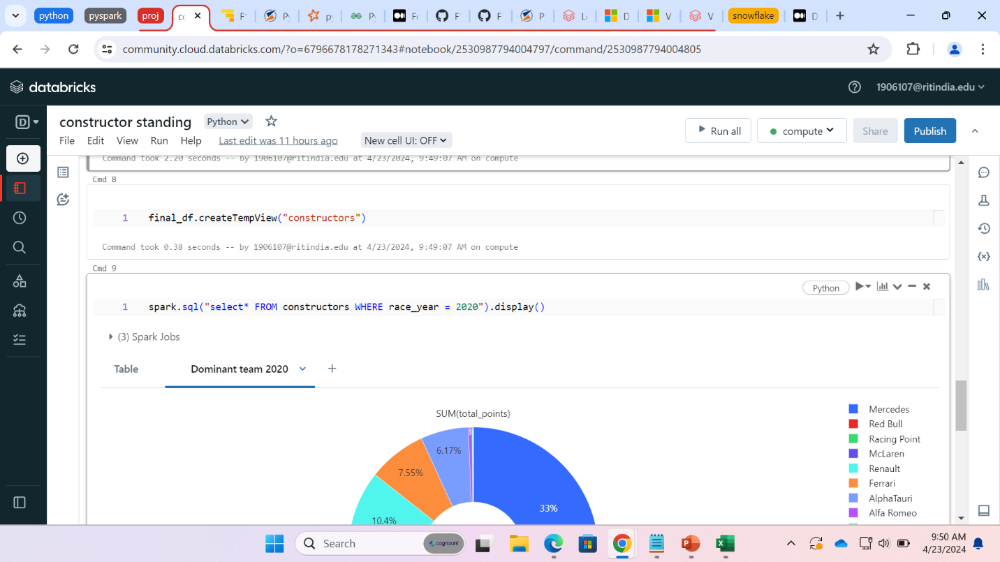 python
pyspark
proj
snowflake
community.cloud.databricks.com/?o=6796678178271343#notebook/2530987794004797/command/2530987794004805
databricks
1906107@ritindia.edu
D
constructor standing
Python
File Edit View Run Help Last edit was 11 hours ago New cell UI: OFF
Run all
compute
Share
Publish
Command took 2.20 seconds -- by 1906107@ritindia.edu at 4/23/2024, 9:49:07 AM on compute
Cmd 8
1 final_df.createTempView("constructors")
Command took 0.38 seconds -- by 1906107@ritindia.edu at 4/23/2024, 9:49:07 AM on compute
Cmd 9
Python
1 spark.sql("select* FROM constructors WHERE race_year = 2020").display()
(3) Spark Jobs
Table
Dominant team 2020
SUM(total_points)
6.17%
7.55%
33%
10.4%
Mercedes
Red Bull
Racing Point
McLaren
Renault
Ferrari
AlphaTauri
Alfa Romeo
Search
cognizant
9:50 AM
4/23/2024